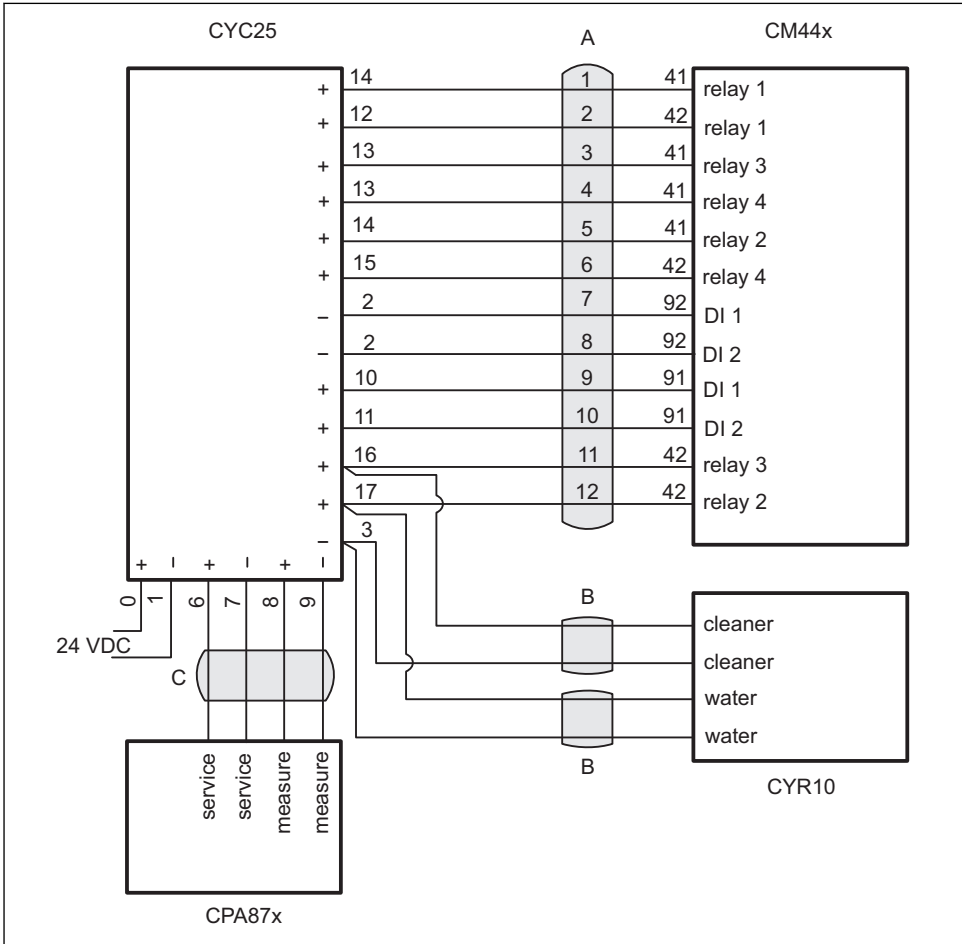 CYC25
A
CM44x
+ 14 1 41 relay 1
+ 12 2 42 relay 1
+ 13 3 41 relay 3
+ 13 4 41 relay 4
+ 14 5 41 relay 2
+ 15 6 42 relay 4
− 2 7 92 DI 1
− 2 8 92 DI 2
+ 10 9 91 DI 1
+ 11 10 91 DI 2
+ 16 11 42 relay 3
+ 17 12 42 relay 2
− 3
+ − + − + −
0 1 6 7 8 9
24 VDC
C
service
service
measure
measure
CPA87x
B
cleaner
cleaner
water
water
B
CYR10